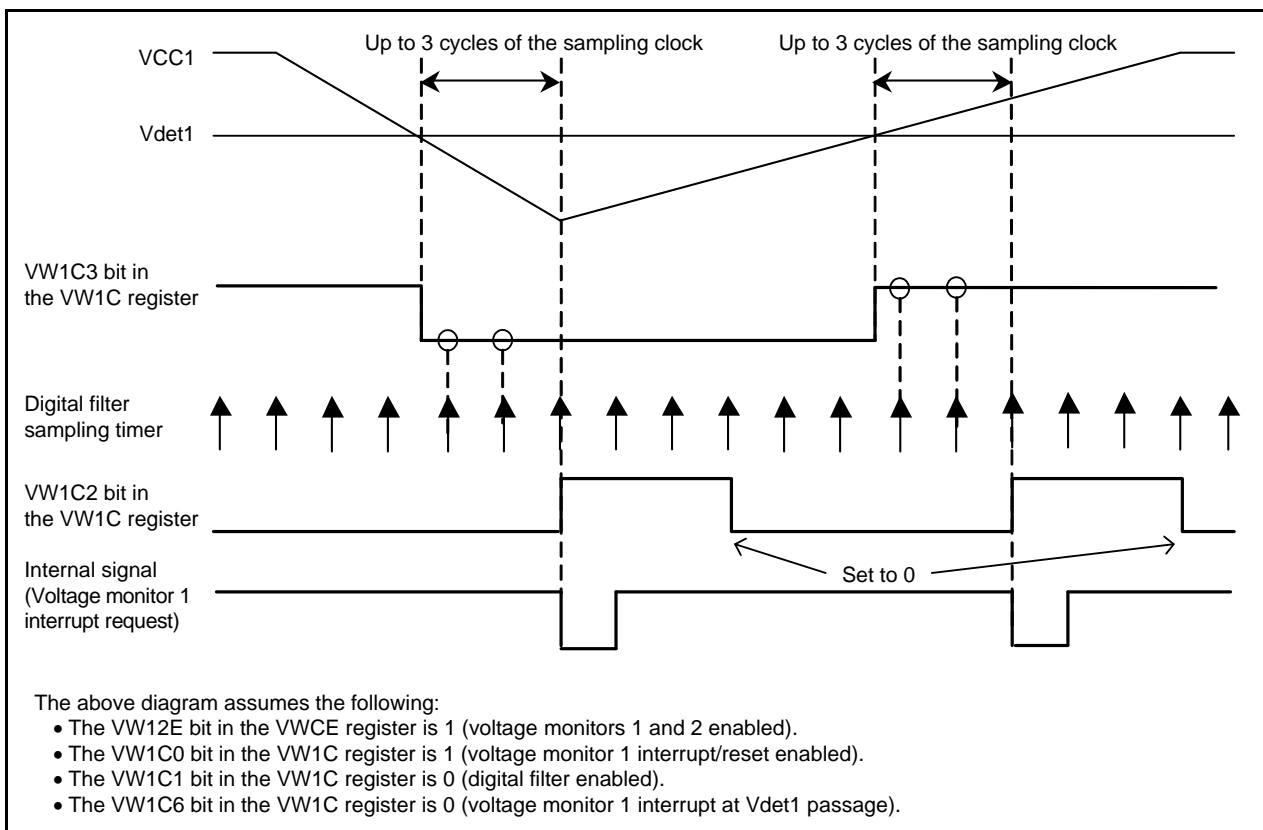 Up to 3 cycles of the sampling clock
Up to 3 cycles of the sampling clock
VCC1
Vdet1
VW1C3 bit in
the VW1C register
Digital filter
sampling timer
VW1C2 bit in
the VW1C register
Set to 0
Internal signal
(Voltage monitor 1
interrupt request)
The above diagram assumes the following:
• The VW12E bit in the VWCE register is 1 (voltage monitors 1 and 2 enabled).
• The VW1C0 bit in the VW1C register is 1 (voltage monitor 1 interrupt/reset enabled).
• The VW1C1 bit in the VW1C register is 0 (digital filter enabled).
• The VW1C6 bit in the VW1C register is 0 (voltage monitor 1 interrupt at Vdet1 passage).